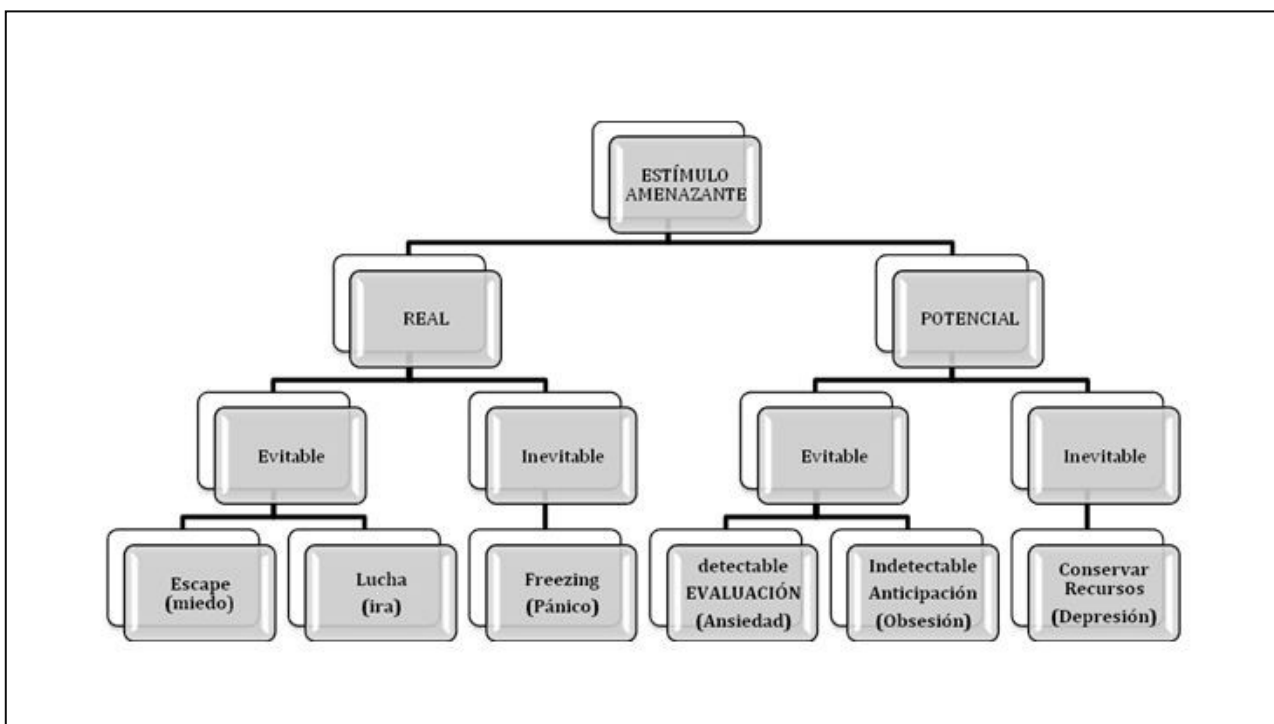 ESTÍMULO
AMENAZANTE
REAL
POTENCIAL
Evitable
Inevitable
Evitable
Inevitable
Escape
(miedo)
Lucha
(ira)
Freezing
(Pánico)
detectable
EVALUACIÓN
(Ansiedad)
Indetectable
Anticipación
(Obsesión)
Conservar
Recursos
(Depresión)